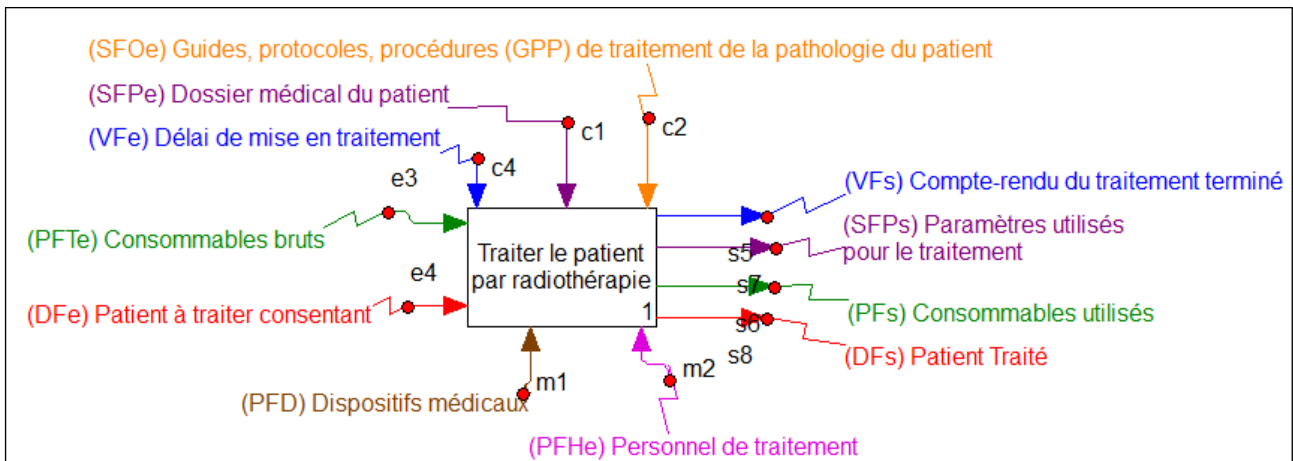 (SFOe) Guides, protocoles, procédures (GPP) de traitement de la pathologie du patient
(SFPe) Dossier médical du patient
(VFe) Délai de mise en traitement
c1
c2
c4
e3
(VFs) Compte-rendu du traitement terminé
(PFTe) Consommables bruts
(SFPs) Paramètres utilisés
pour le traitement
Traiter le patient
par radiothérapie
1
s5
e4
s7
(DFe) Patient à traiter consentant
(PFs) Consommables utilisés
s6
s8
(DFs) Patient Traité
m1
m2
(PFD) Dispositifs médicaux
(PFHe) Personnel de traitement